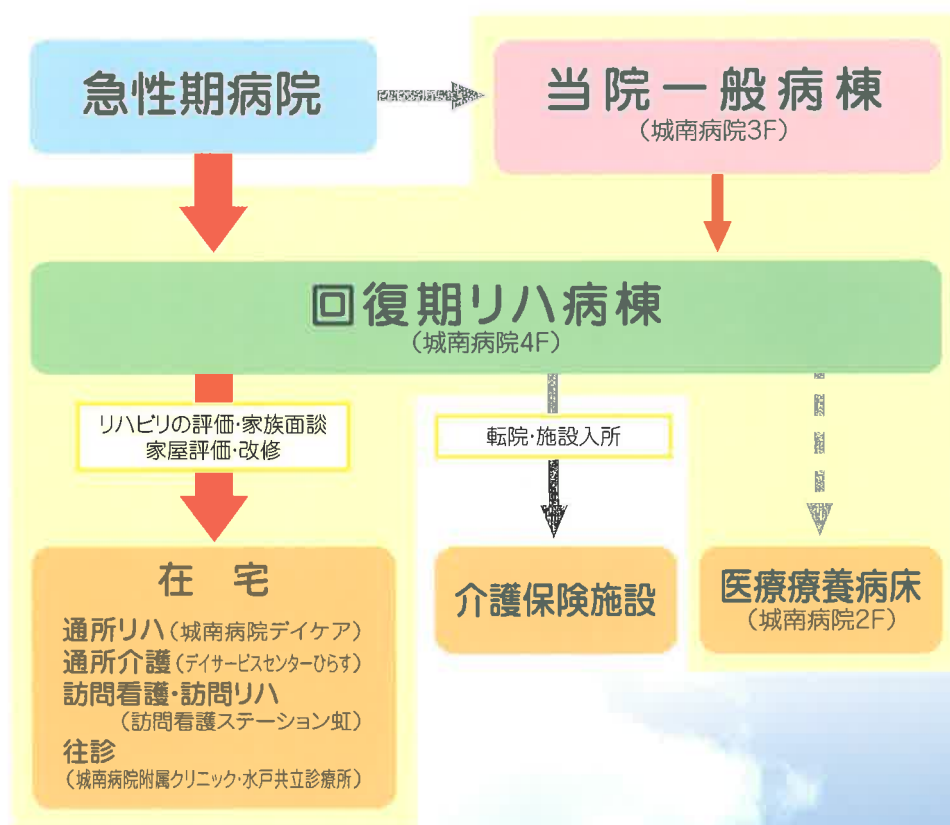 急性期病院
当院一般病棟
（城南病院3F）
回復期リハ病棟
（城南病院4F）
リハビリの評価・家族面談
家屋評価・改修
転院・施設入所
在　宅
通所リハ（城南病院デイケア）
通所介護（デイサービスセンターひらす）
訪問看護・訪問リハ
（訪問看護ステーション虹）
往診
（城南病院附属クリニック・水戸共立診療所）
介護保険施設
医療療養病床
（城南病院2F）